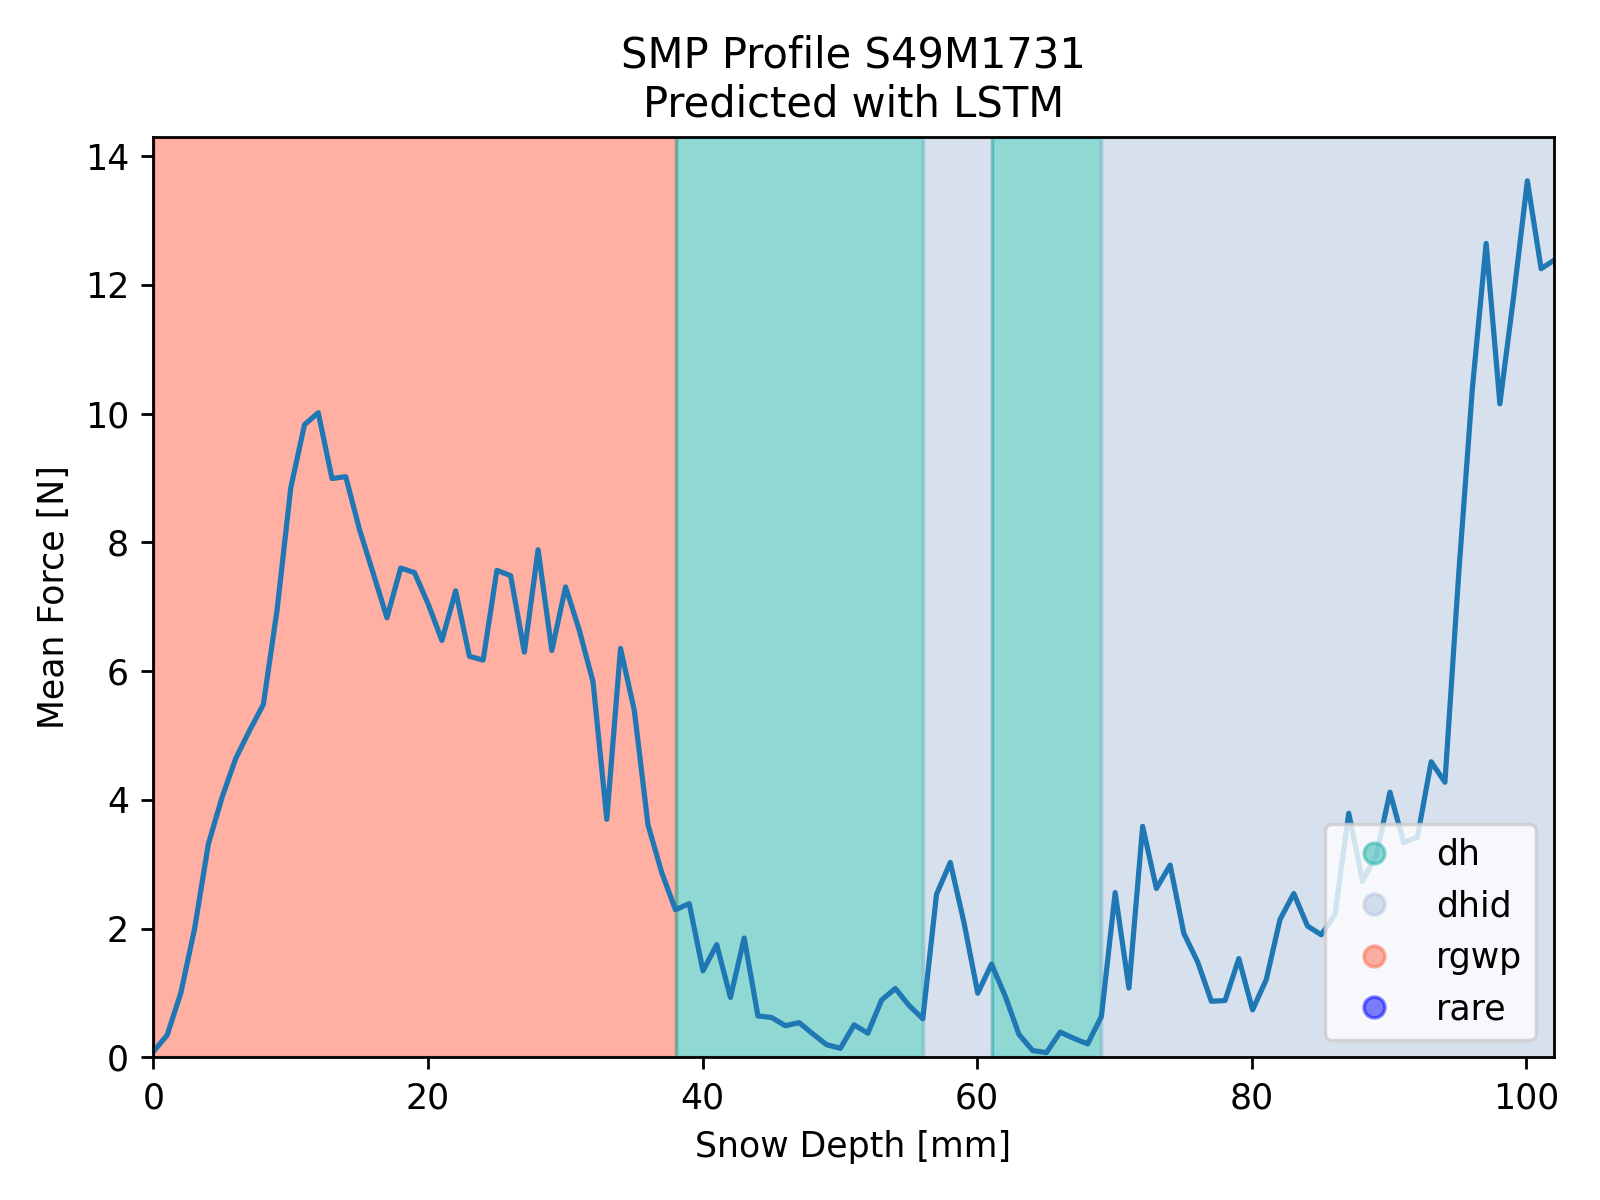 SMP Profile S49M1731
Predicted with LSTM
Mean Force [N]
14
12
10
8
6
4
2
0
0 20 40 60 80 100
Snow Depth [mm]
dh
dhid
rgwp
rare